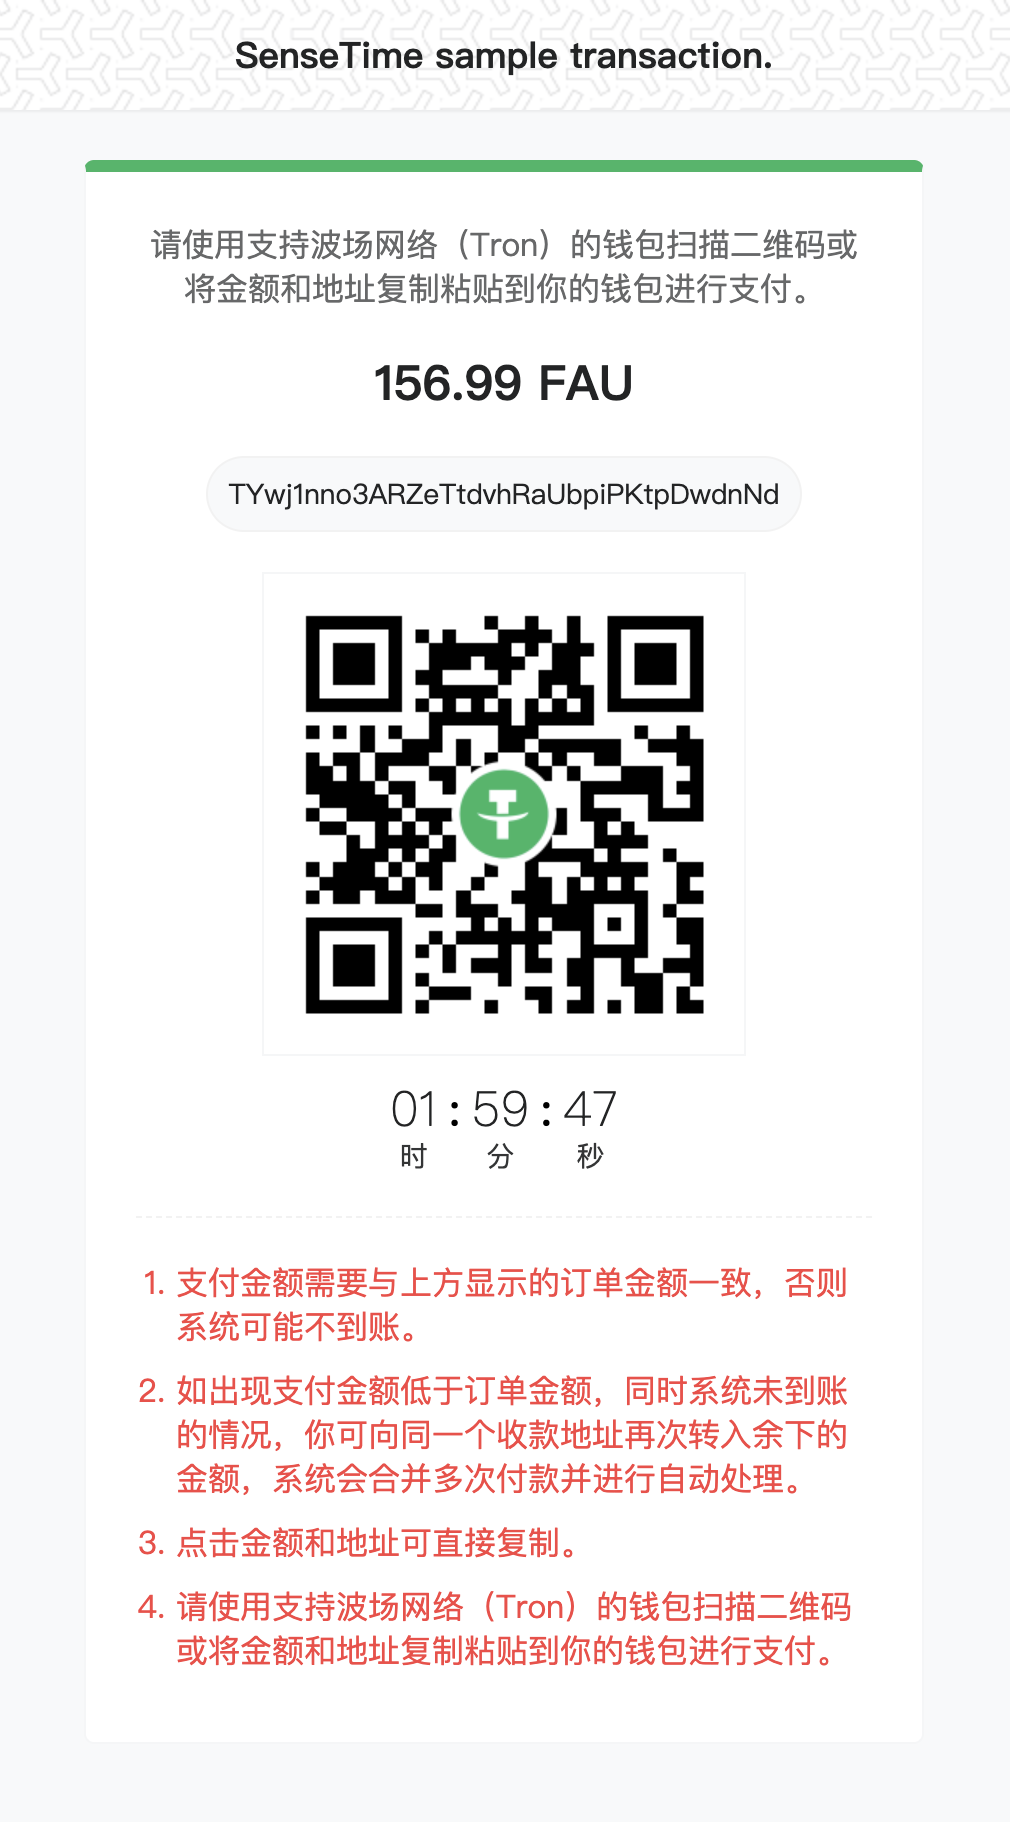 SenseTime sample transaction.
请使用支持波场网络（Tron）的钱包扫描二维码或
将金额和地址复制粘贴到你的钱包进行支付。
156.99 FAU
TYwj1nno3ARZeTtdvhRaUbpiPKtpDwdnNd
01 : 59 : 47
时 分 秒
1. 支付金额需要与上方显示的订单金额一致，否则
系统可能不到账。
2. 如出现支付金额低于订单金额，同时系统未到账
的情况，你可向同一个收款地址再次转入余下的
金额，系统会合并多次付款并进行自动处理。
3. 点击金额和地址可直接复制。
4. 请使用支持波场网络（Tron）的钱包扫描二维码
或将金额和地址复制粘贴到你的钱包进行支付。